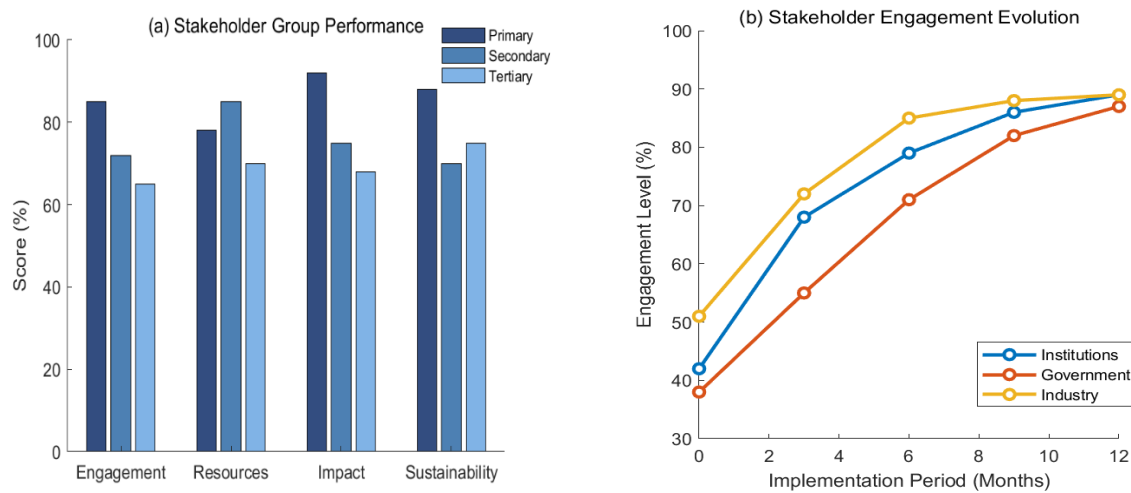 (a) Stakeholder Group Performance
Primary
Secondary
Tertiary
Score (%)
100
80
60
40
20
0
Engagement Resources Impact Sustainability
(b) Stakeholder Engagement Evolution
Engagement Level (%)
100
90
80
70
60
50
40
30
Institutions
Government
Industry
0 2 4 6 8 10 12
Implementation Period (Months)